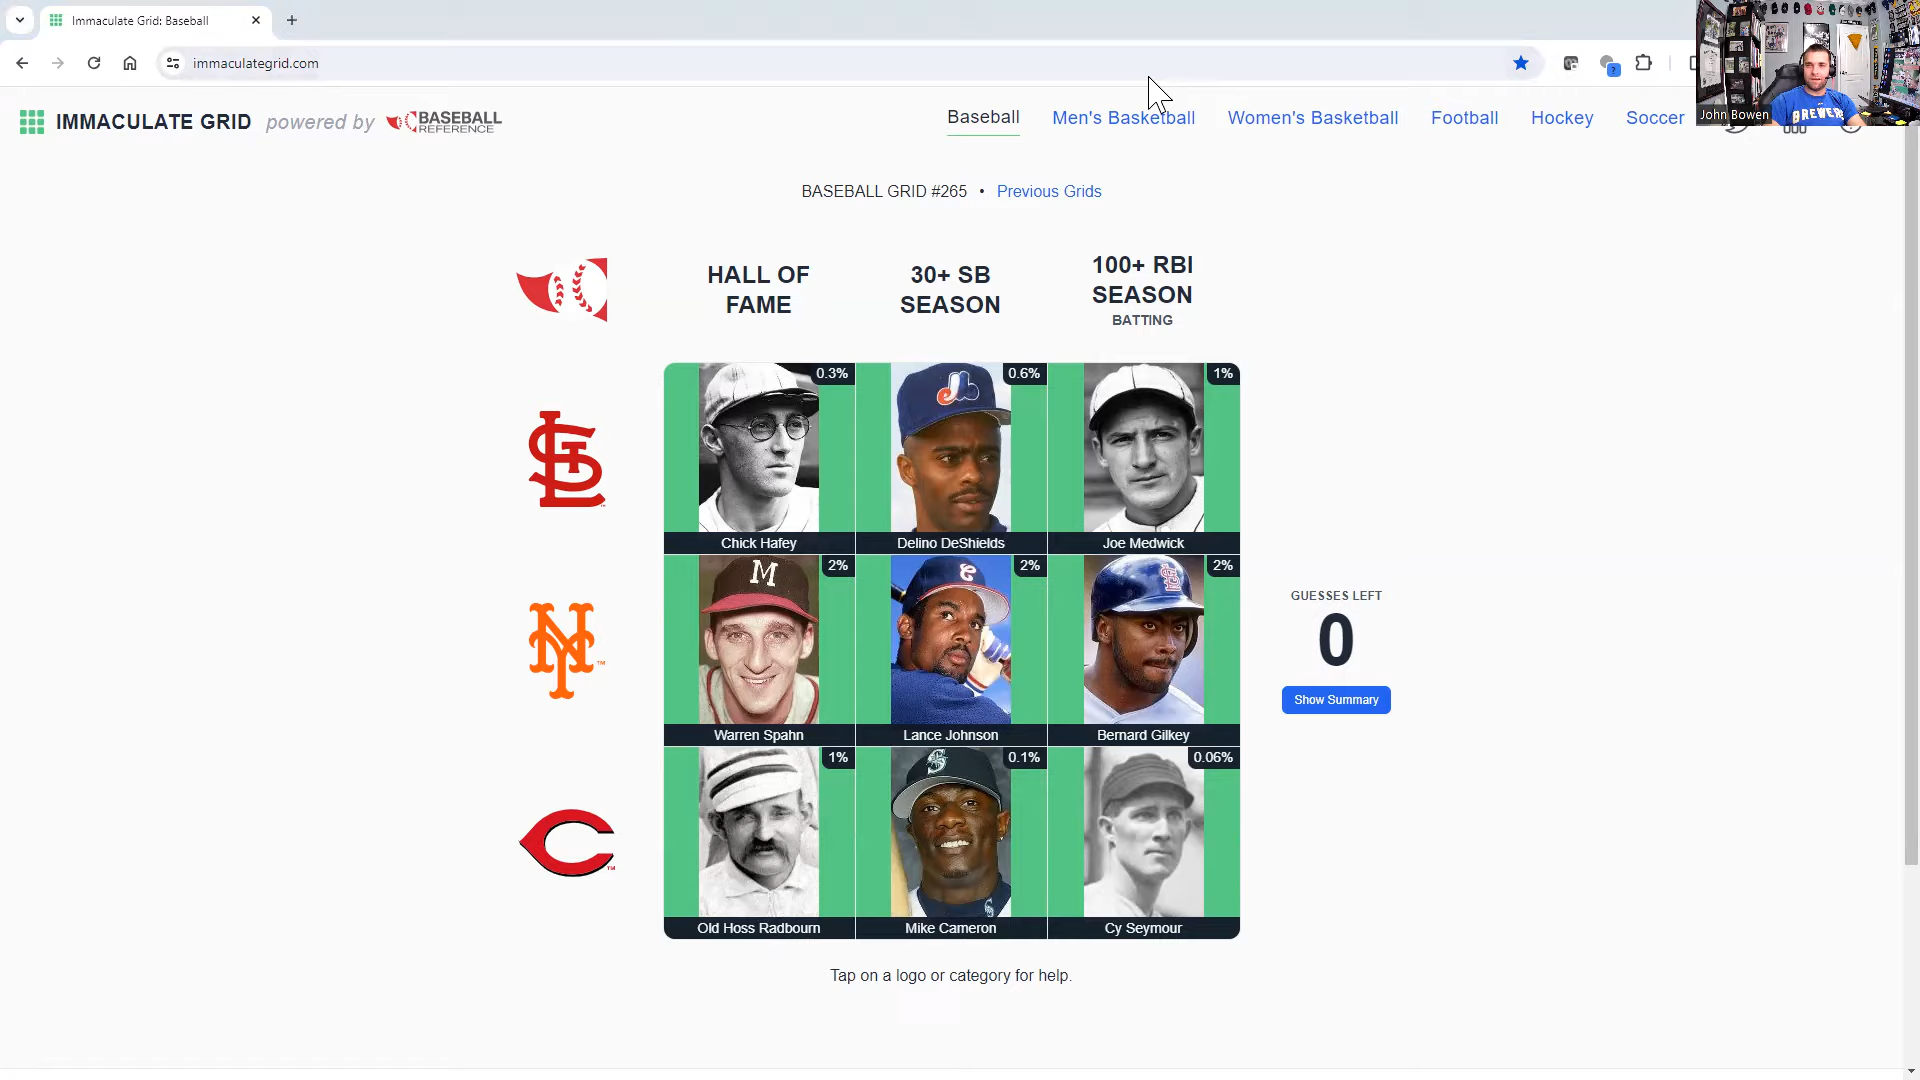 Immaculate Grid: Baseball
immaculategrid.com
IMMACULATE GRID powered by BASEBALL REFERENCE
Baseball Men's Basketball Women's Basketball Football Hockey Soccer
John Bowen
BREWERS
BASEBALL GRID #265 • Previous Grids
HALL OF
FAME
30+ SB
SEASON
100+ RBI
SEASON
BATTING
STL
0.3% 0.6% 1%
Chick Hafey Delino DeShields Joe Medwick
NY
M
2% 2% 2%
Warren Spahn Lance Johnson Bernard Gilkey
GUESSES LEFT
0
Show Summary
C
1% 0.1% 0.06%
Old Hoss Radbourn Mike Cameron Cy Seymour
Tap on a logo or category for help.